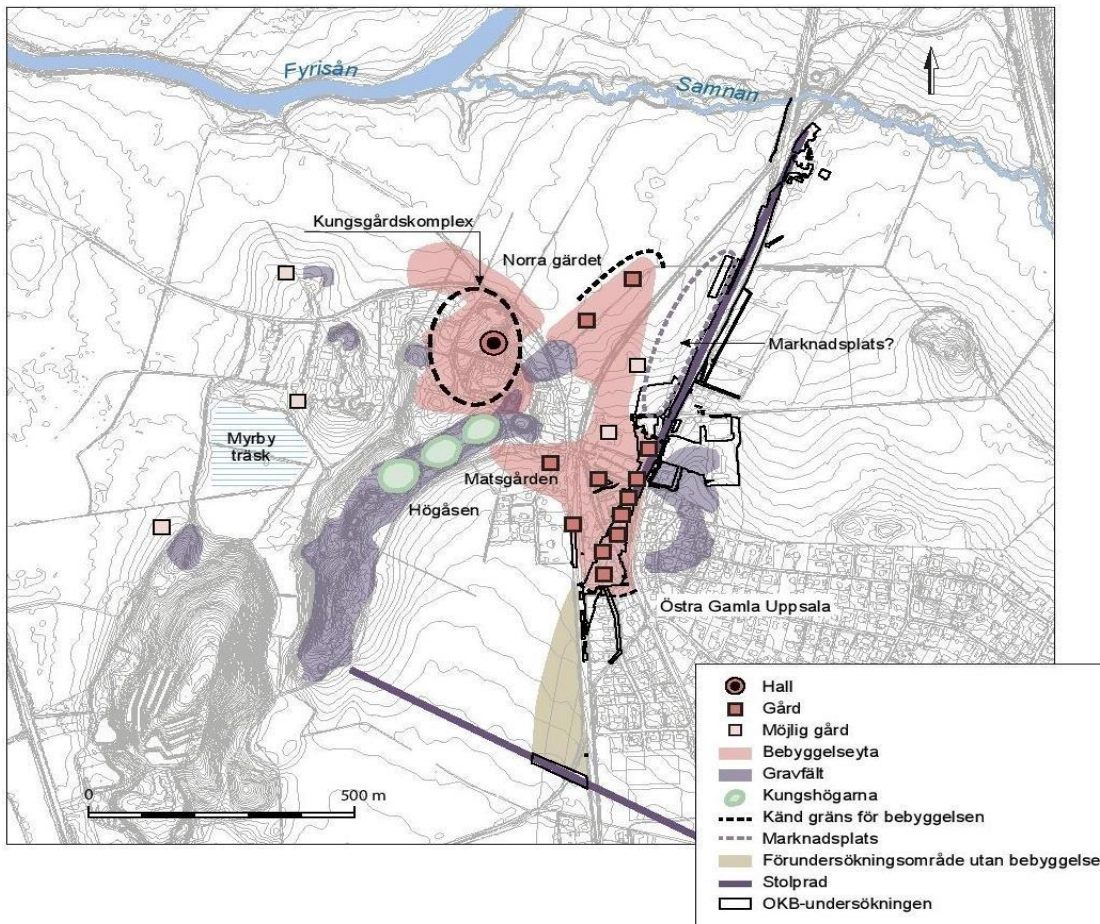 Fyrisån
Samnan
Kungsgårdskomplex
Norra gärdet
Marknadsplats?
Myrby
träsk
Matsgården
Högåsen
Östra Gamla Uppsala
0 500 m
Hall
Gård
Möjlig gård
Bebyggelseyta
Gravfält
Kungshögarna
Känd gräns för bebyggelsen
Marknadsplats
Förundersökningsområde utan bebyggelse
Stolprad
OKB-undersökningen